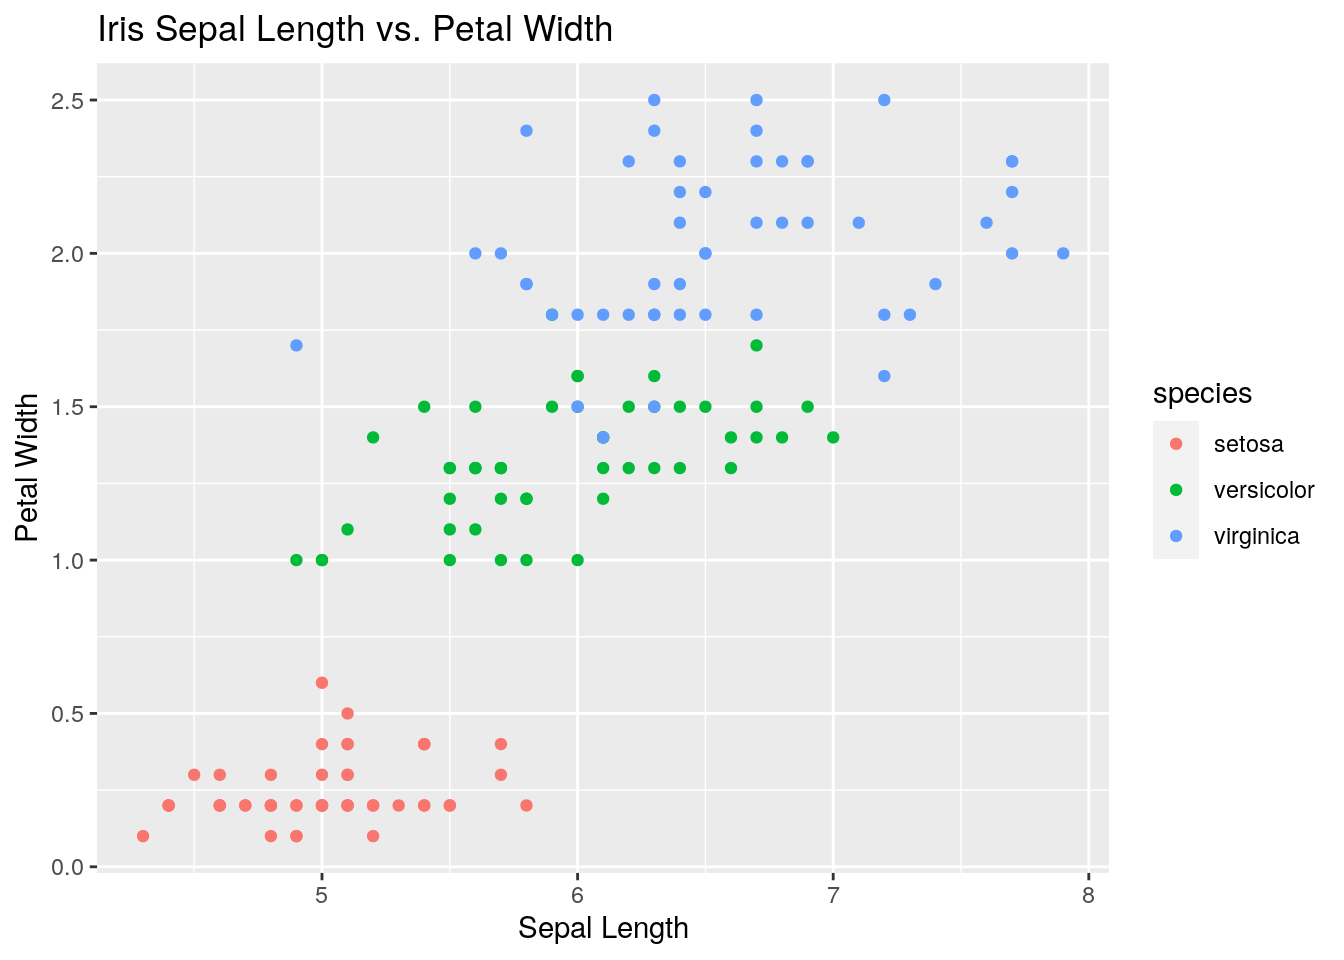 Iris Sepal Length vs. Petal Width
2.5
2.0
1.5
1.0
0.5
0.0
Petal Width
5 6 7 8
Sepal Length
species
setosa
versicolor
virginica